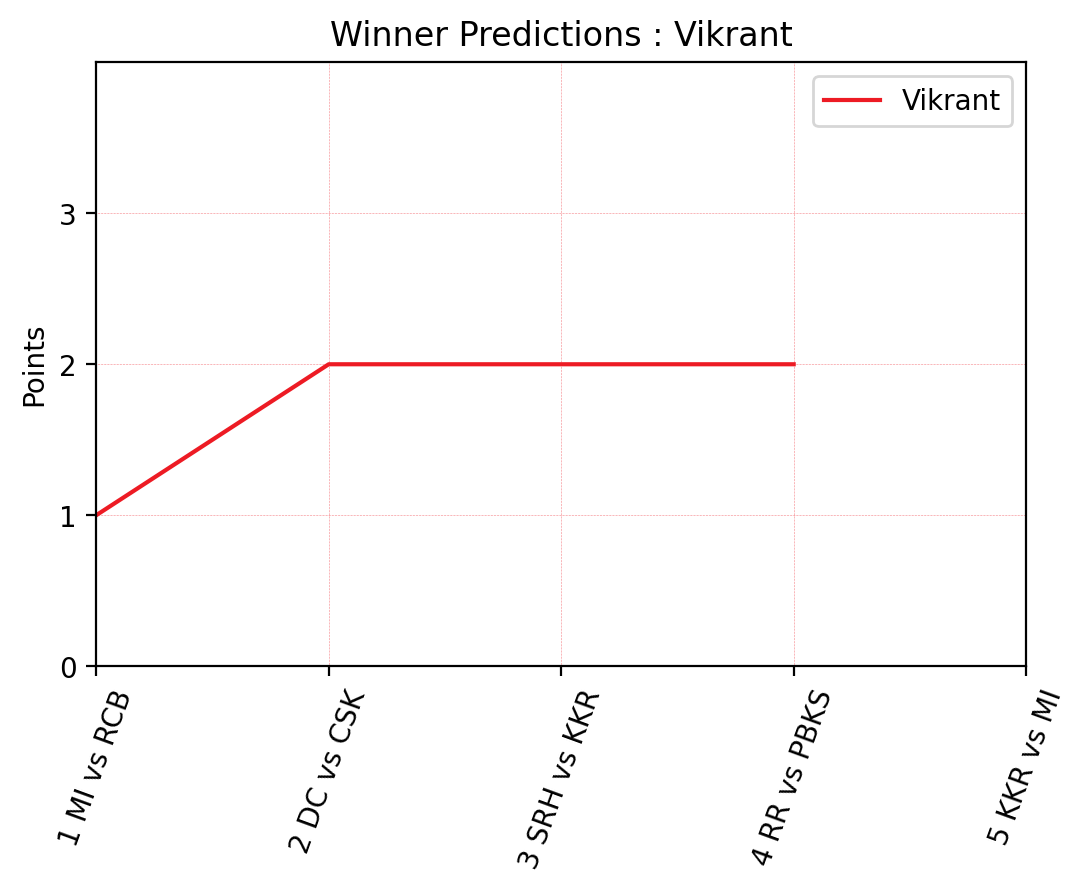 Winner Predictions : Vikrant
Vikrant
3
2
1
0
Points
1 MI vs RCB
2 DC vs CSK
3 SRH vs KKR
4 RR vs PBKS
5 KKR vs MI